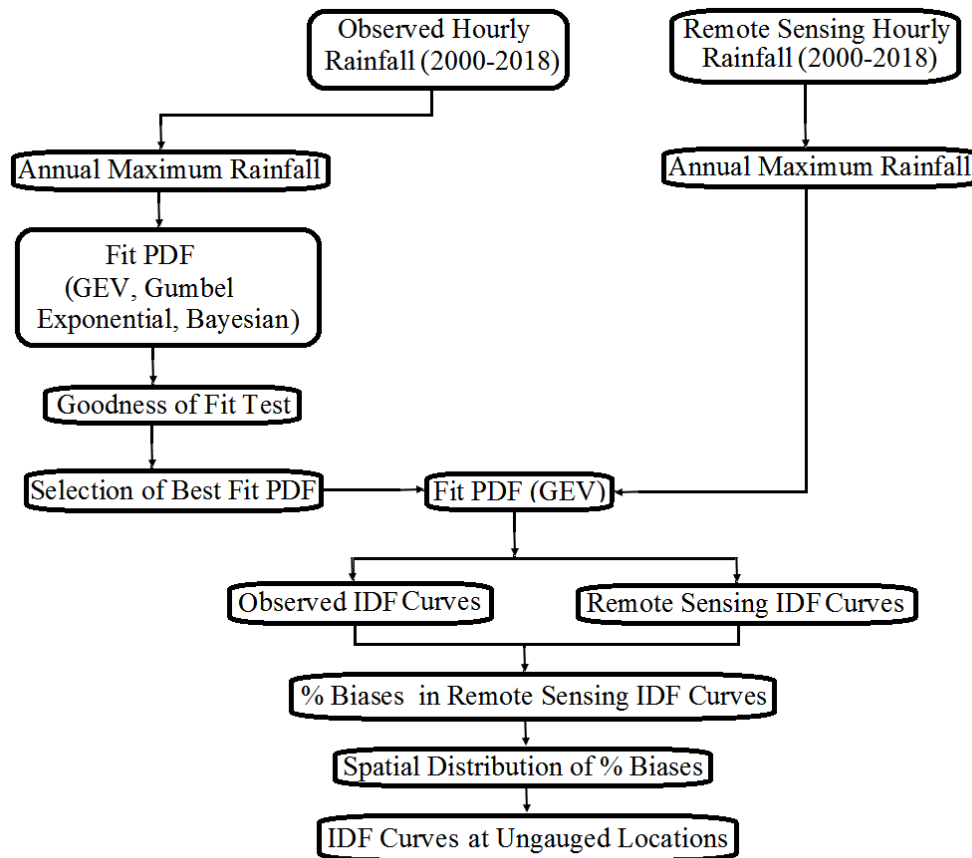 Observed Hourly
Rainfall (2000-2018)
Remote Sensing Hourly
Rainfall (2000-2018)
Annual Maximum Rainfall
Annual Maximum Rainfall
Fit PDF
(GEV, Gumbel
Exponential, Bayesian)
Goodness of Fit Test
Selection of Best Fit PDF
Fit PDF (GEV)
Observed IDF Curves
Remote Sensing IDF Curves
% Biases in Remote Sensing IDF Curves
Spatial Distribution of % Biases
IDF Curves at Ungauged Locations